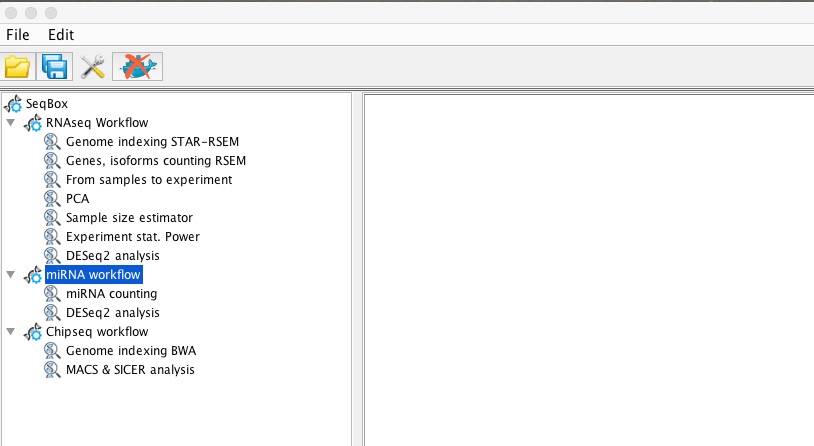 File Edit
SeqBox
RNAseq Workflow
Genome indexing STAR-RSEM
Genes, isoforms counting RSEM
From samples to experiment
PCA
Sample size estimator
Experiment stat. Power
DESeq2 analysis
miRNA workflow
miRNA counting
DESeq2 analysis
Chipseq workflow
Genome indexing BWA
MACS & SICER analysis